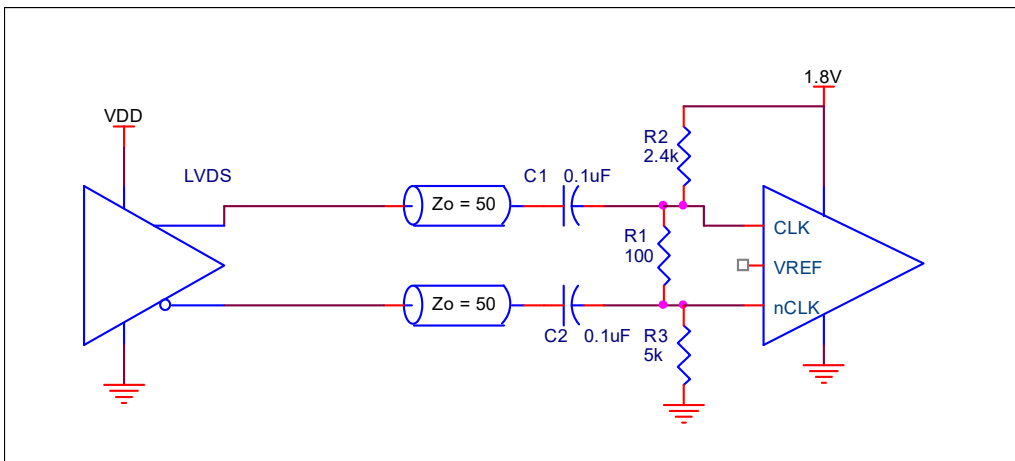 1.8V
VDD
R2
2.4k
LVDS
C1 0.1uF
Zo = 50
CLK
R1
100
VREF
Zo = 50
nCLK
C2 0.1uF
R3
5k